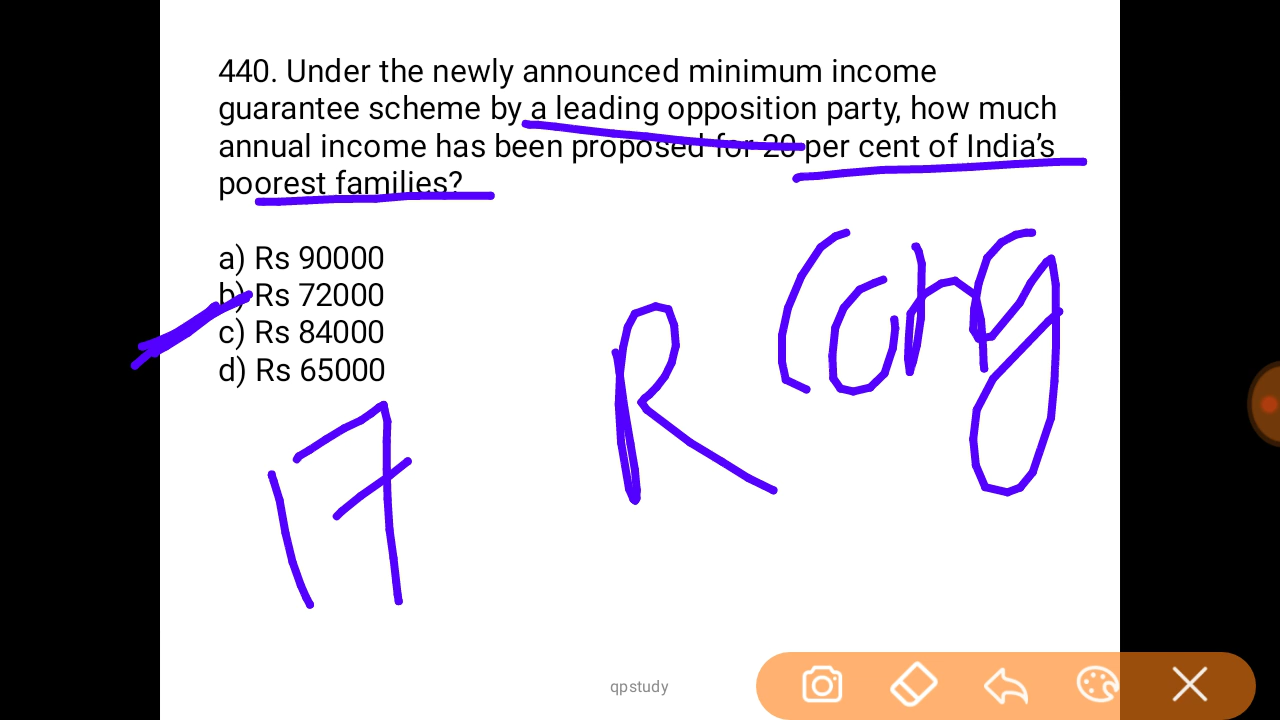 440. Under the newly announced minimum income
guarantee scheme by a leading opposition party, how much
annual income has been proposed for 20 per cent of India's
poorest families?
a) Rs 90000
b) Rs 72000
c) Rs 84000
d) Rs 65000
R Cong
17
qpstudy